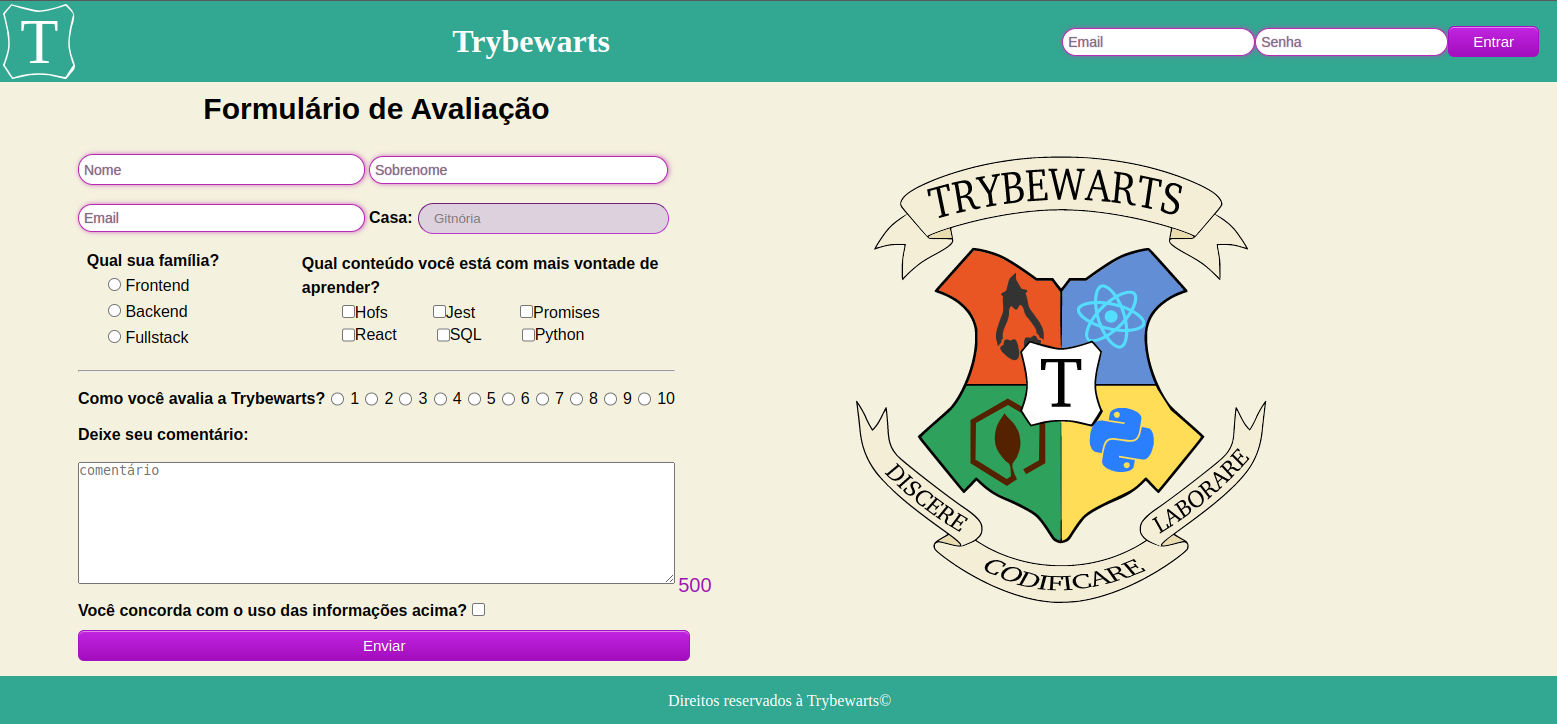 T
Trybewarts
Email
Senha
Entrar
Formulário de Avaliação
Nome
Sobrenome
Email
Casa:
Gitnória
Qual sua família?
Frontend
Backend
Fullstack
Qual conteúdo você está com mais vontade de
aprender?
Hofs
Jest
Promises
React
SQL
Python
Como você avalia a Trybewarts?
1 2 3 4 5 6 7 8 9 10
Deixe seu comentário:
comentário
500
Você concorda com o uso das informações acima?
Enviar
TRYBEWARTS
T
DISCERE
CODIFICARE
LABORARE
Direitos reservados à Trybewarts©